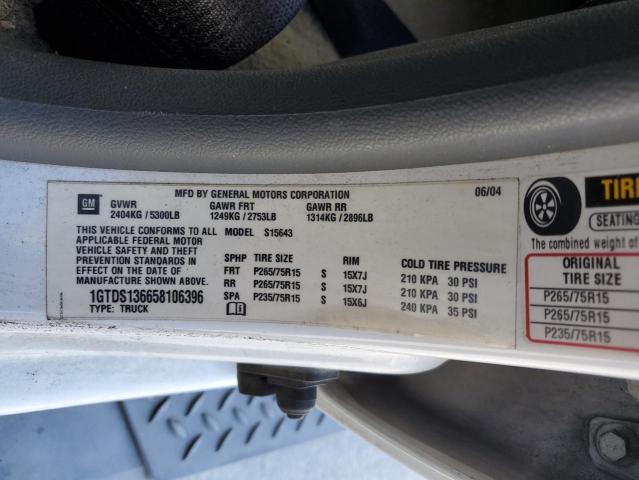 MFD BY GENERAL MOTORS CORPORATION 06/04
GM GVWR GAWR FRT GAWR RR
2404KG / 5300LB 1249KG / 2753LB 1314KG / 2896LB
THIS VEHICLE CONFORMS TO ALL MODEL S15643
APPLICABLE FEDERAL MOTOR
VEHICLE SAFETY AND THEFT
PREVENTION STANDARDS IN
EFFECT ON THE DATE OF
MANUFACTURE SHOWN ABOVE.
1GTDS136658106396
TYPE: TRUCK
SPHP TIRE SIZE RIM COLD TIRE PRESSURE
FRT P265/75R15 S 15X7J 210 KPA 30 PSI
RR P265/75R15 S 15X7J 210 KPA 30 PSI
SPA P235/75R15 S 15X6J 240 KPA 35 PSI
TIRE
SEATING
The combined weight of
ORIGINAL
TIRE SIZE
P265/75R15
P265/75R15
P235/75R15